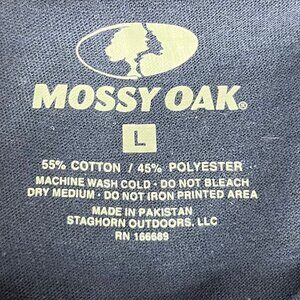 MOSSY OAK®
L
55% COTTON / 45% POLYESTER
MACHINE WASH COLD · DO NOT BLEACH
DRY MEDIUM · DO NOT IRON PRINTED AREA
MADE IN PAKISTAN
STAGHORN OUTDOORS, LLC
RN 166689